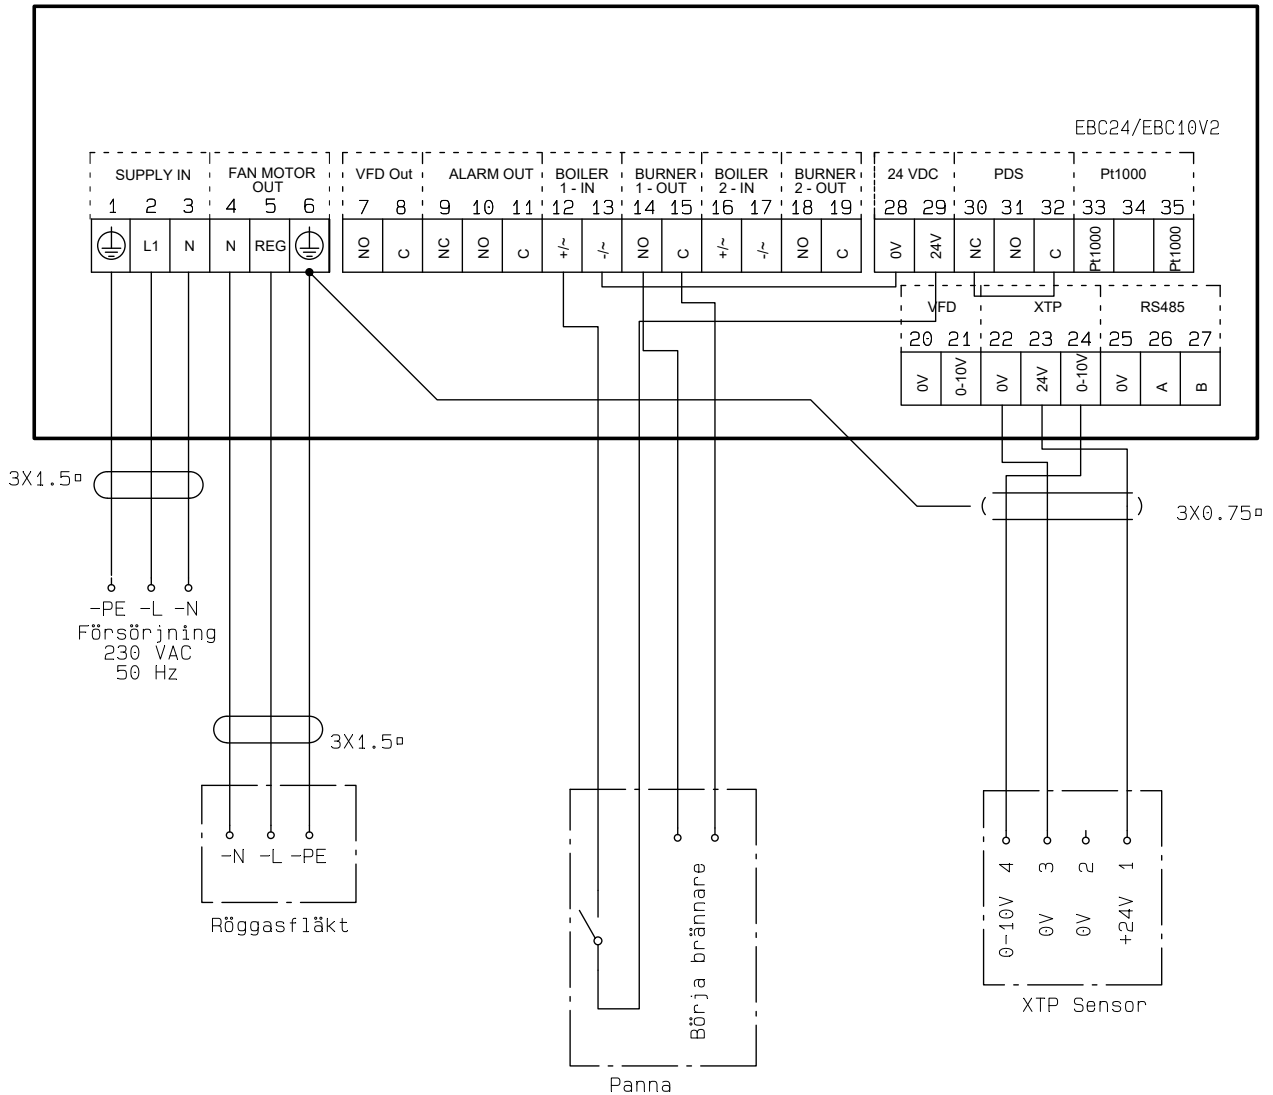 EBC24/EBC10V2
SUPPLY IN
FAN MOTOR
OUT
VFD Out
ALARM OUT
BOILER
1 - IN
BURNER
1 - OUT
BOILER
2 - IN
BURNER
2 - OUT
24 VDC
PDS
Pt1000
1 2 3 4 5 6 7 8 9 10 11 12 13 14 15 16 17 18 19 28 29 30 31 32 33 34 35
L1 N N REG NO C NC NO C +/~ -/~ NO C +/~ -/~ NO C 0V 24V NC NO C Pt1000 Pt1000
VFD XTP RS485
20 21 22 23 24 25 26 27
0V 0-10V 0V 24V 0-10V 0V A B
3X1.5▫
3X0.75▫
-PE -L -N
Försörjning
230 VAC
50 Hz
3X1.5▫
-N -L -PE
Röggasfläkt
Börja brännare
Panna
4 3 2 1
0-10V 0V 0V +24V
XTP Sensor